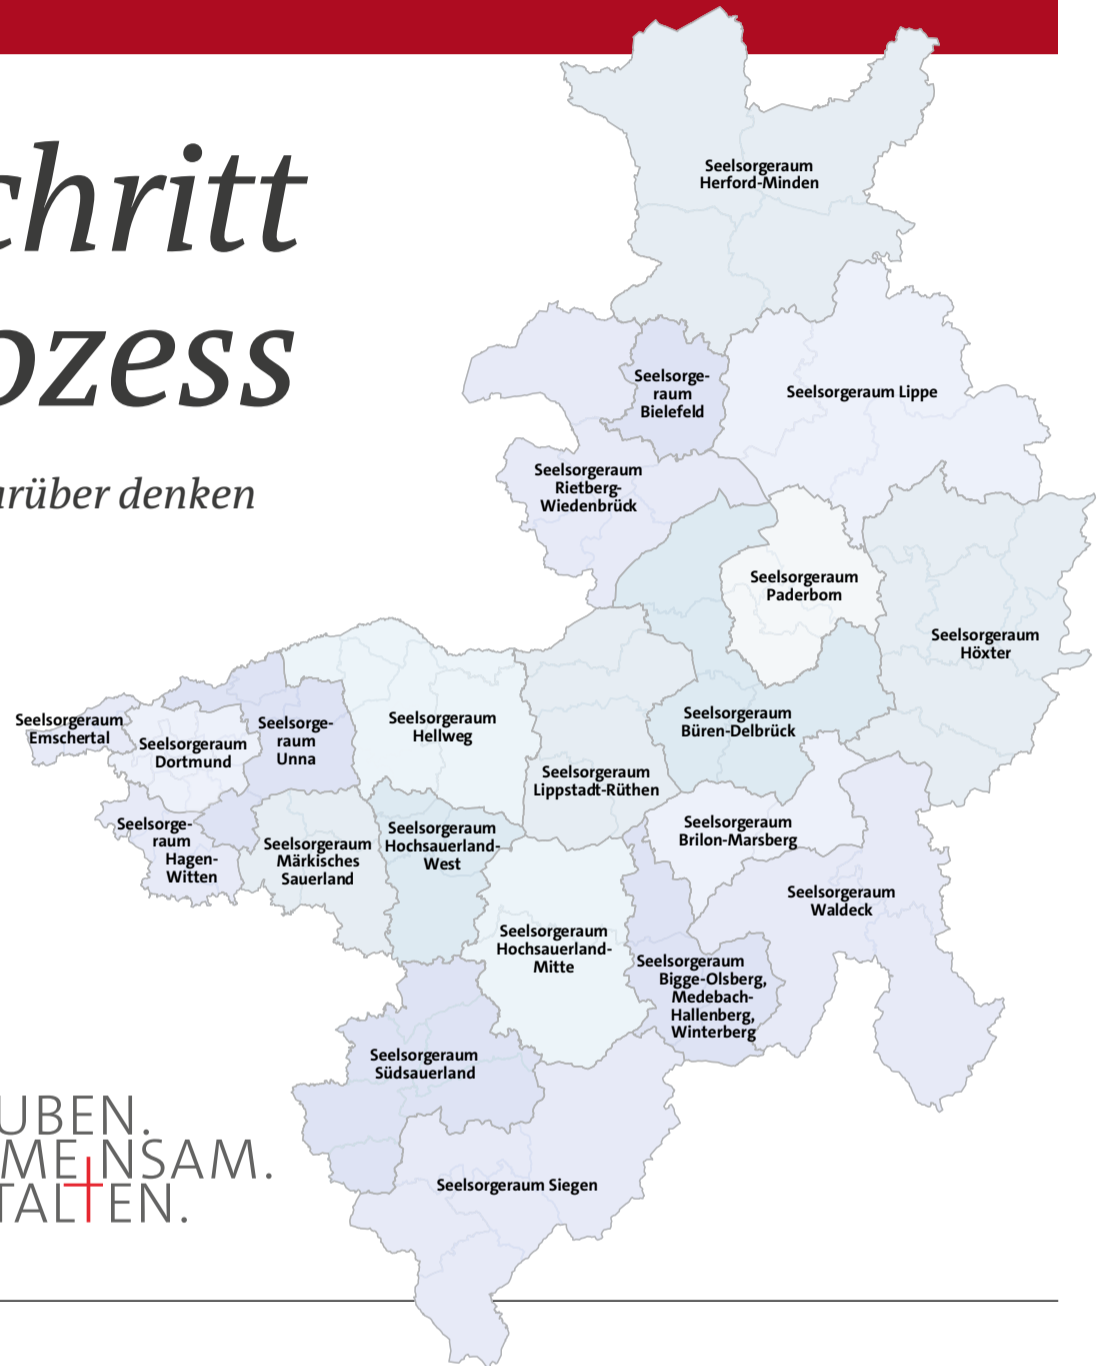 chritt
ozess
rüber denken
Seelsorgeraum
Herford-Minden
Seelsorge-
raum
Bielefeld
Seelsorgeraum Lippe
Seelsorgeraum
Rietberg-
Wiedenbrück
Seelsorgeraum
Paderborn
Seelsorgeraum
Höxter
Seelsorgeraum
Emschertal
Seelsorgeraum
Dortmund
Seelsorge-
raum
Unna
Seelsorgeraum
Hellweg
Seelsorgeraum
Büren-Delbrück
Seelsorgeraum
Lippstadt-Rüthen
Seelsorge-
raum
Hagen-
Witten
Seelsorgeraum
Märkisches
Sauerland
Seelsorgeraum
Hochsauerland-
West
Seelsorgeraum
Brilon-Marsberg
Seelsorgeraum
Waldeck
Seelsorgeraum
Hochsauerland-
Mitte
Seelsorgeraum
Bigge-Olsberg,
Medebach-
Hallenberg,
Winterberg
Seelsorgeraum
Südsauerland
Seelsorgeraum Siegen
UBEN.
MEINSAM.
TALTEN.